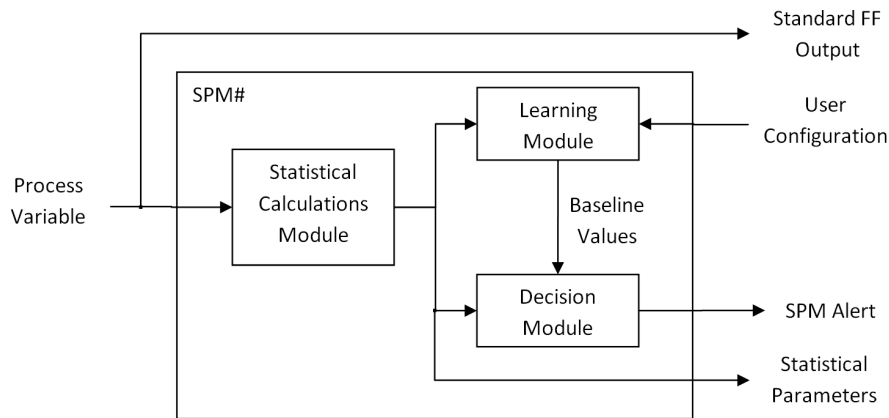 Standard FF
Output
SPM#
Learning
Module
User
Configuration
Statistical
Calculations
Module
Process
Variable
Baseline
Values
Decision
Module
SPM Alert
Statistical
Parameters